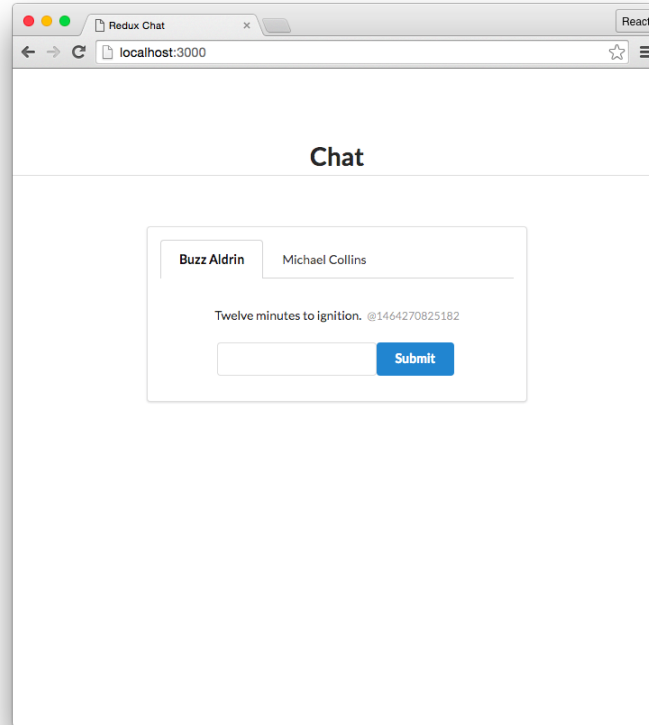 Redux Chat
React
localhost:3000
Chat
Buzz Aldrin Michael Collins
Twelve minutes to ignition. @1464270825182
Submit